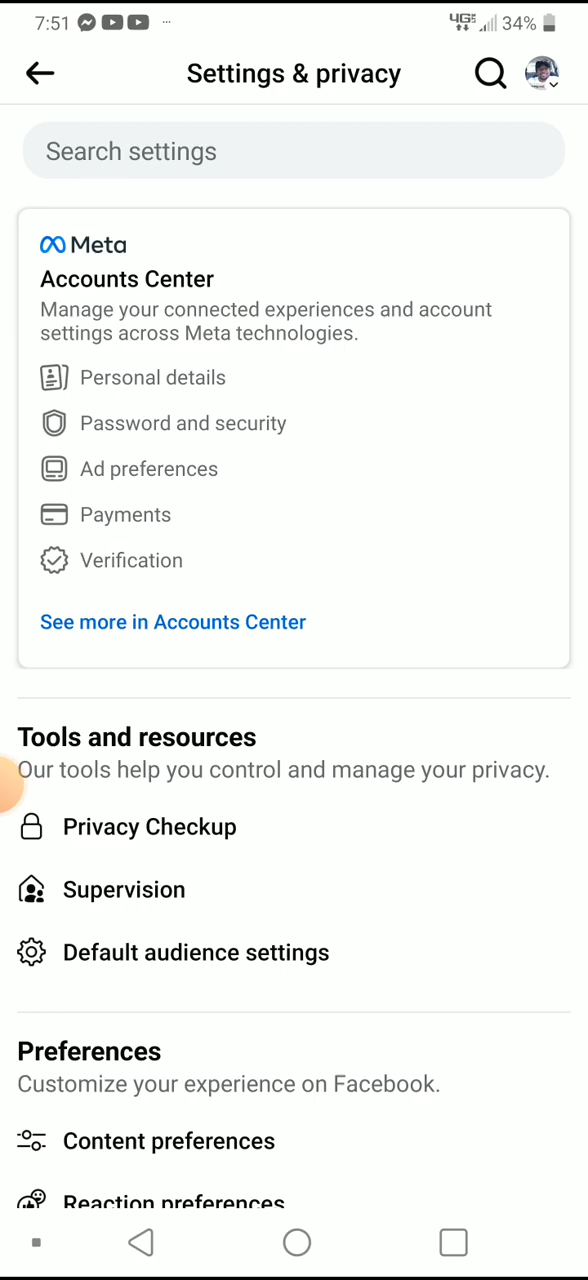 7:51
4G 34%
Settings & privacy
Search settings
Meta
Accounts Center
Manage your connected experiences and account
settings across Meta technologies.
Personal details
Password and security
Ad preferences
Payments
Verification
See more in Accounts Center
Tools and resources
Our tools help you control and manage your privacy.
Privacy Checkup
Supervision
Default audience settings
Preferences
Customize your experience on Facebook.
Content preferences
Reaction preferences